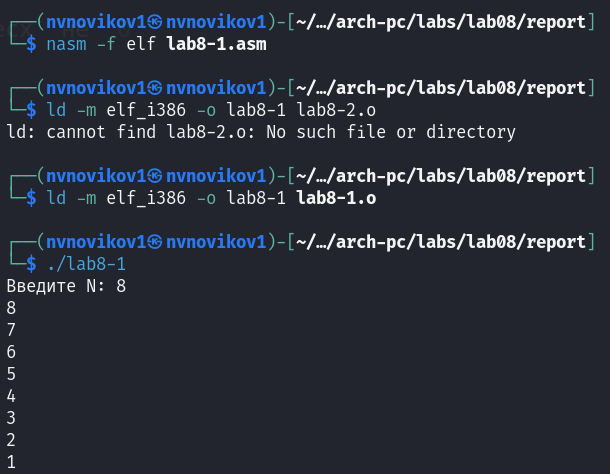 ┌──(nvnovikov1㉿nvnovikov1)-[~/…/arch-pc/labs/lab08/report]
└─$ nasm -f elf lab8-1.asm
┌──(nvnovikov1㉿nvnovikov1)-[~/…/arch-pc/labs/lab08/report]
└─$ ld -m elf_i386 -o lab8-1 lab8-2.o
ld: cannot find lab8-2.o: No such file or directory
┌──(nvnovikov1㉿nvnovikov1)-[~/…/arch-pc/labs/lab08/report]
└─$ ld -m elf_i386 -o lab8-1 lab8-1.o
┌──(nvnovikov1㉿nvnovikov1)-[~/…/arch-pc/labs/lab08/report]
└─$ ./lab8-1
Введите N: 8
8
7
6
5
4
3
2
1